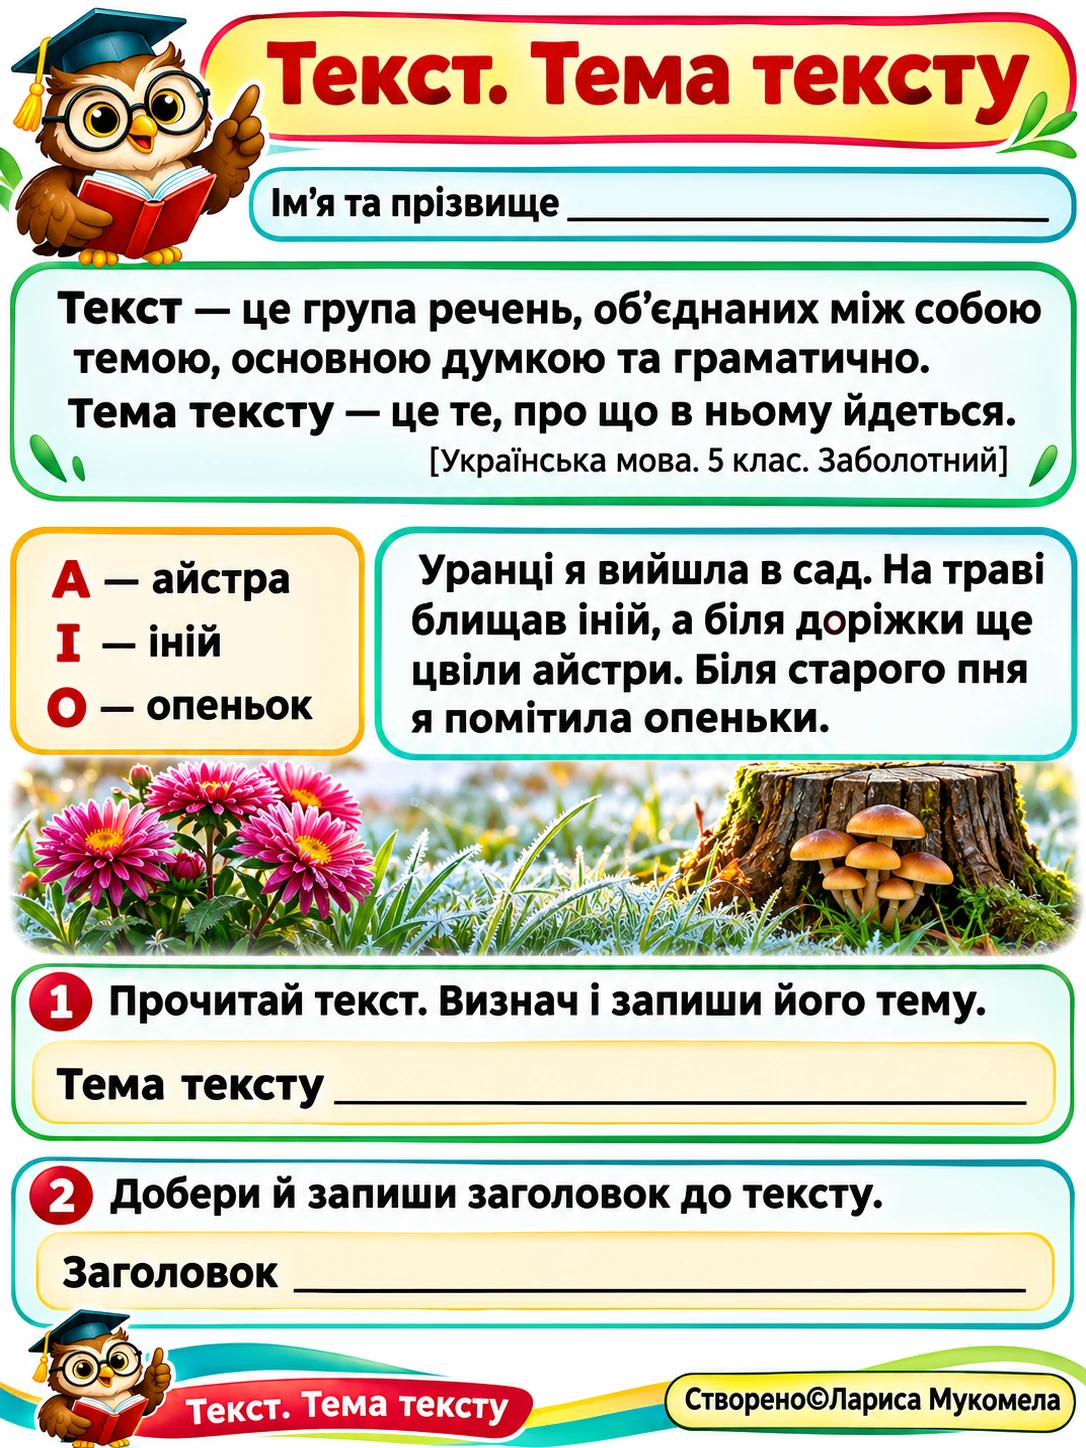 Текст. Тема тексту
Ім’я та прізвище
Текст — це група речень, об’єднаних між собою
темою, основною думкою та граматично.
Тема тексту — це те, про що в ньому йдеться.
[Українська мова. 5 клас. Заболотний]
А — айстра
І — іній
О — опеньок
Уранці я вийшла в сад. На траві
блищав іній, а біля доріжки ще
цвіли айстри. Біля старого пня
я помітила опеньки.
1 Прочитай текст. Визнач і запиши його тему.
Тема тексту
2 Добери й запиши заголовок до тексту.
Заголовок
Текст. Тема тексту
Створено©Лариса Мукомела